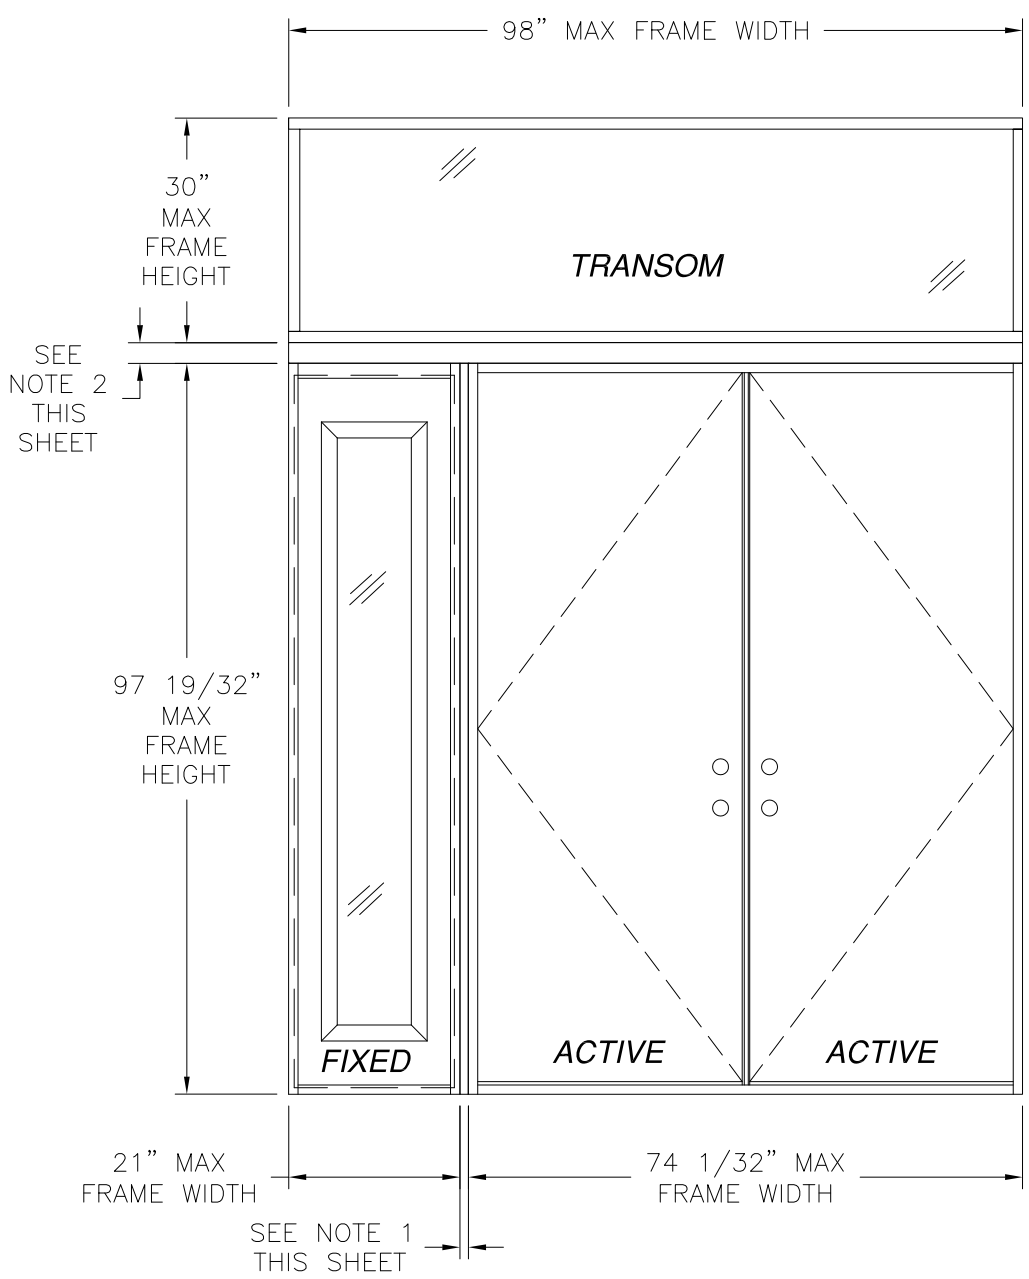 98” MAX FRAME WIDTH
30”
MAX
FRAME
HEIGHT
TRANSOM
SEE
NOTE 2
THIS
SHEET
97 19/32”
MAX
FRAME
HEIGHT
FIXED
ACTIVE
ACTIVE
21” MAX
FRAME WIDTH
74 1/32” MAX
FRAME WIDTH
SEE NOTE 1
THIS SHEET